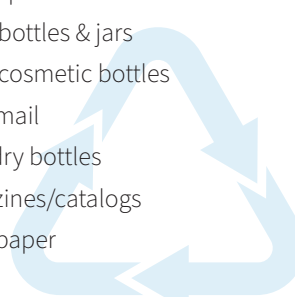 bottles & jars
cosmetic bottles
mail
dry bottles
zines/catalogs
paper